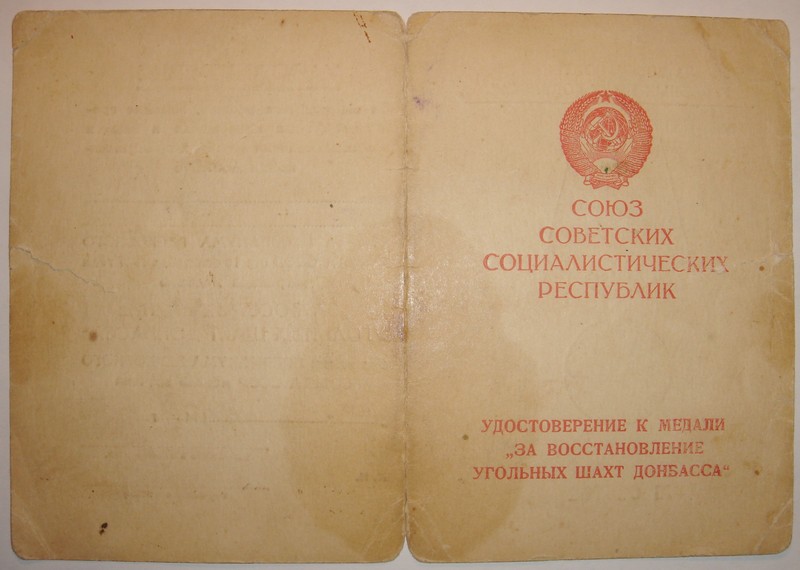 СОЮЗ
СОВЕТСКИХ
СОЦИАЛИСТИЧЕСКИХ
РЕСПУБЛИК
УДОСТОВЕРЕНИЕ К МЕДАЛИ
„ЗА ВОССТАНОВЛЕНИЕ
УГОЛЬНЫХ ШАХТ ДОНБАССА“